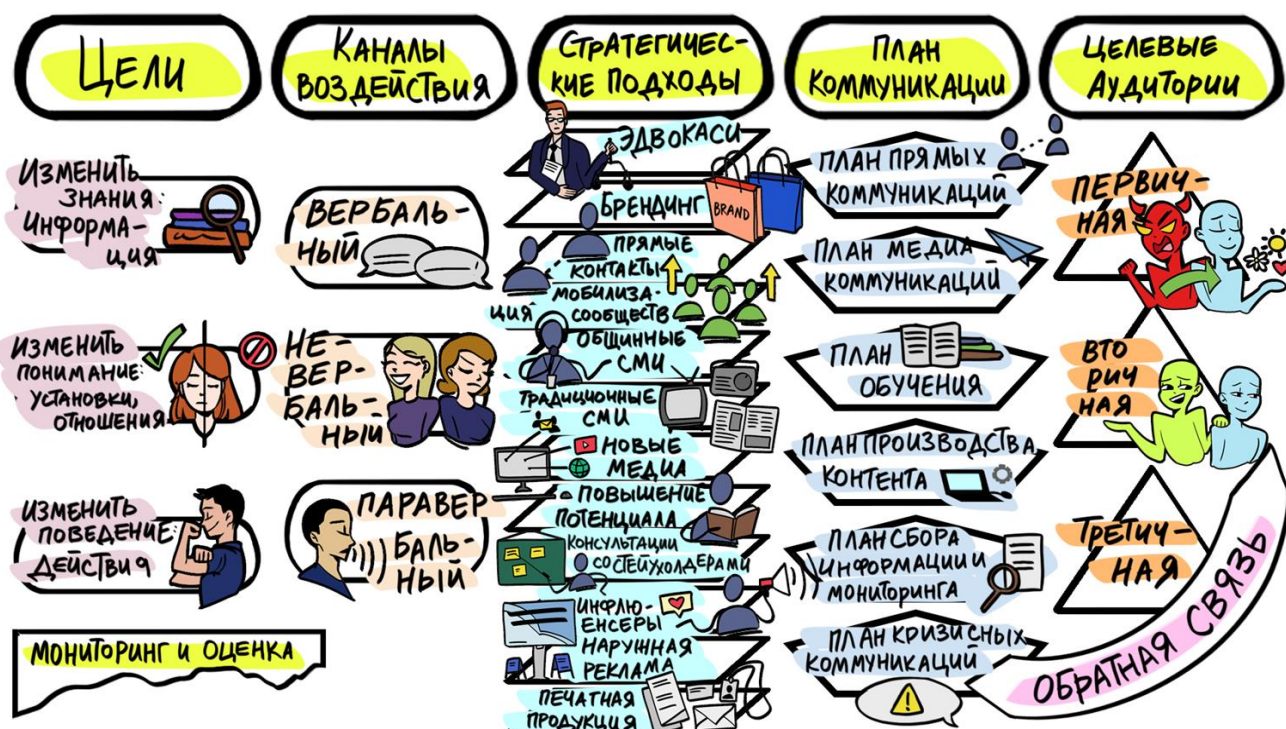 ЦЕЛИ
ИЗМЕНИТЬ
ЗНАНИЯ:
ИНФОРМА-
ЦИЯ
ИЗМЕНИТЬ
ПОНИМАНИЕ:
УСТАНОВКИ,
ОТНОШЕНИЯ
ИЗМЕНИТЬ
ПОВЕДЕНИЕ:
ДЕЙСТВИЯ
МОНИТОРИНГ И ОЦЕНКА
КАНАЛЫ
ВОЗДЕЙСТВИЯ
ВЕРБАЛЬ-
НЫЙ
НЕ-
ВЕР-
БАЛЬ-
НЫЙ
ПАРАВЕР
БАЛЬ-
НЫЙ
СТРАТЕГИЧЕС-
КИЕ ПОДХОДЫ
ЭДВОКАСИ
БРЕНДИНГ
BRAND
ПРЯМЫЕ
КОНТАКТЫ
МОБИЛИЗА-
ЦИЯ СООБЩЕСТВ
ОБЩИННЫЕ
СМИ
ТРАДИЦИОННЫЕ
СМИ
НОВЫЕ
МЕДИА
ПОВЫШЕНИЕ
ПОТЕНЦИАЛА
КОНСУЛЬТАЦИИ
СО СТЕЙКХОЛДЕРАМИ
ИНФЛЮ-
ЕНСЕРЫ
НАРУЖНАЯ
РЕКЛАМА
ПЕЧАТНАЯ
ПРОДУКЦИЯ
ПЛАН
КОММУНИКАЦИИ
ПЛАН ПРЯМЫХ
КОММУНИКАЦИЙ
ПЛАН МЕДИА
КОММУНИКАЦИЙ
ПЛАН
ОБУЧЕНИЯ
ПЛАН ПРОИЗВОДСТВА
КОНТЕНТА
ПЛАН СБОРА
ИНФОРМАЦИИ И
МОНИТОРИНГА
ПЛАН КРИЗИСНЫХ
КОММУНИКАЦИЙ
ЦЕЛЕВЫЕ
АУДИТОРИИ
ПЕРВИЧ-
НАЯ
ВТО
РИЧ
НАЯ
ТРЕТИЧ-
НАЯ
ОБРАТНАЯ СВЯЗЬ